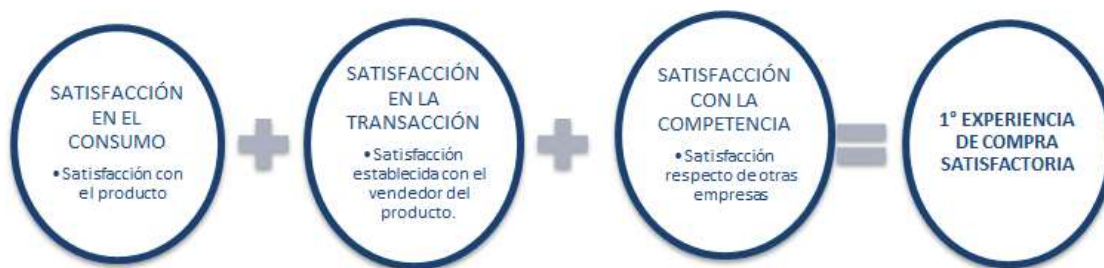 SATISFACCIÓN
EN EL
CONSUMO
•Satisfacción con
el producto
SATISFACCIÓN
EN LA
TRANSACCIÓN
•Satisfacción
establecida con el
vendedor del
producto.
SATISFACCIÓN
CON LA
COMPETENCIA
•Satisfacción
respecto de otras
empresas
1° EXPERIENCIA
DE COMPRA
SATISFACTORIA